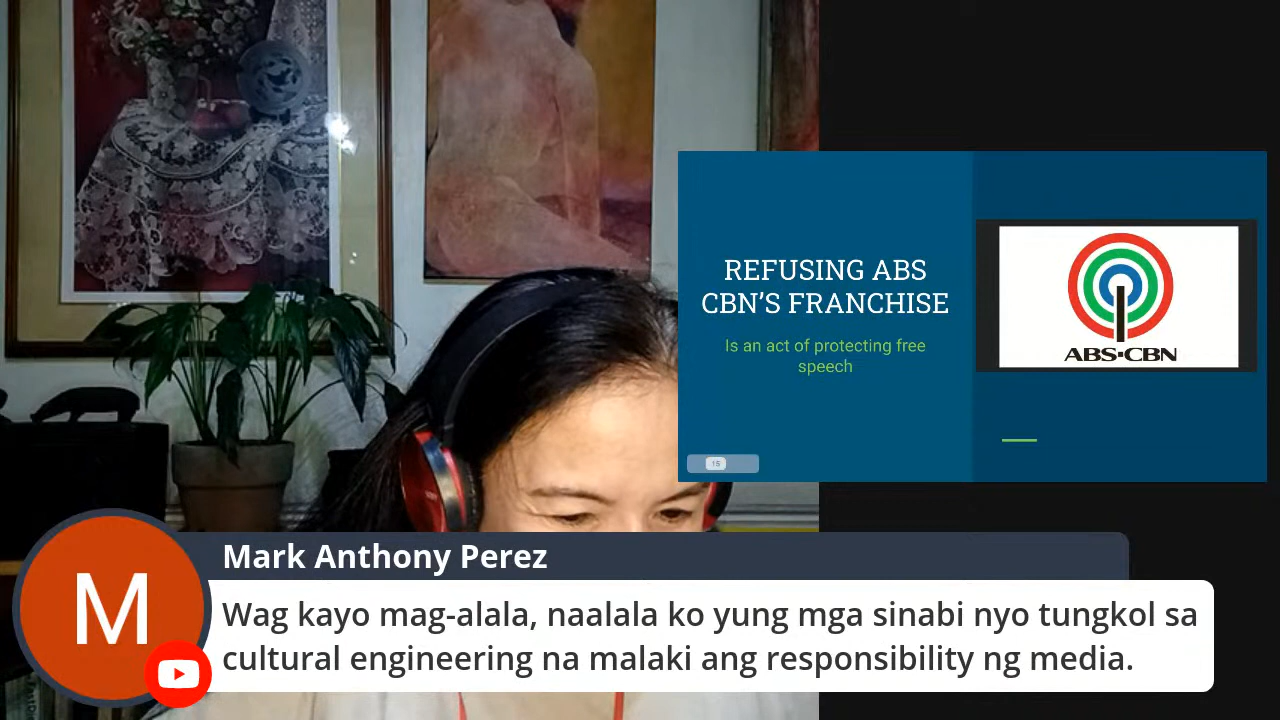 REFUSING ABS
CBN'S FRANCHISE
Is an act of protecting free
speech
15
ABS-CBN
M
Mark Anthony Perez
Wag kayo mag-alala, naalala ko yung mga sinabi nyo tungkol sa
cultural engineering na malaki ang responsibility ng media.